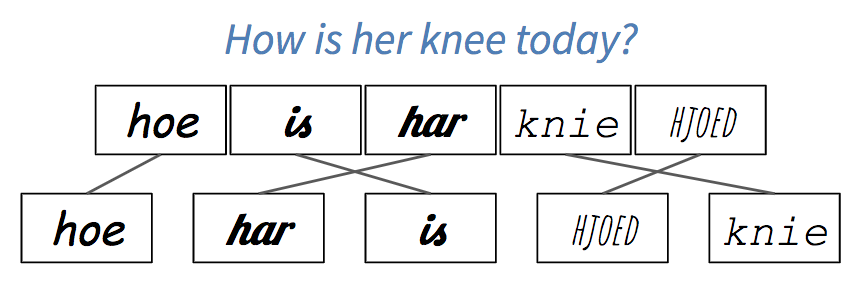 How is her knee today?
hoe is har knie HJOED
hoe har is HJOED knie